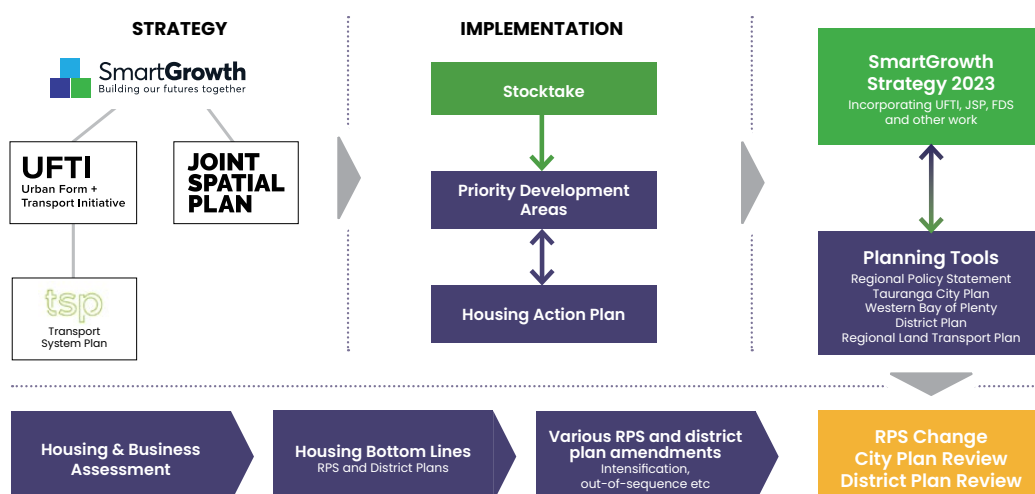 STRATEGY
SmartGrowth
Building our futures together
UFTI
Urban Form +
Transport Initiative
JOINT
SPATIAL
PLAN
tsp
Transport
System Plan
IMPLEMENTATION
Stocktake
Priority Development
Areas
Housing Action Plan
SmartGrowth
Strategy 2023
Incorporating UFTI, JSP, FDS
and other work
Planning Tools
Regional Policy Statement
Tauranga City Plan
Western Bay of Plenty
District Plan
Regional Land Transport Plan
Housing & Business
Assessment
Housing Bottom Lines
RPS and District Plans
Various RPS and district
plan amendments
Intensification,
out-of-sequence etc
RPS Change
City Plan Review
District Plan Review